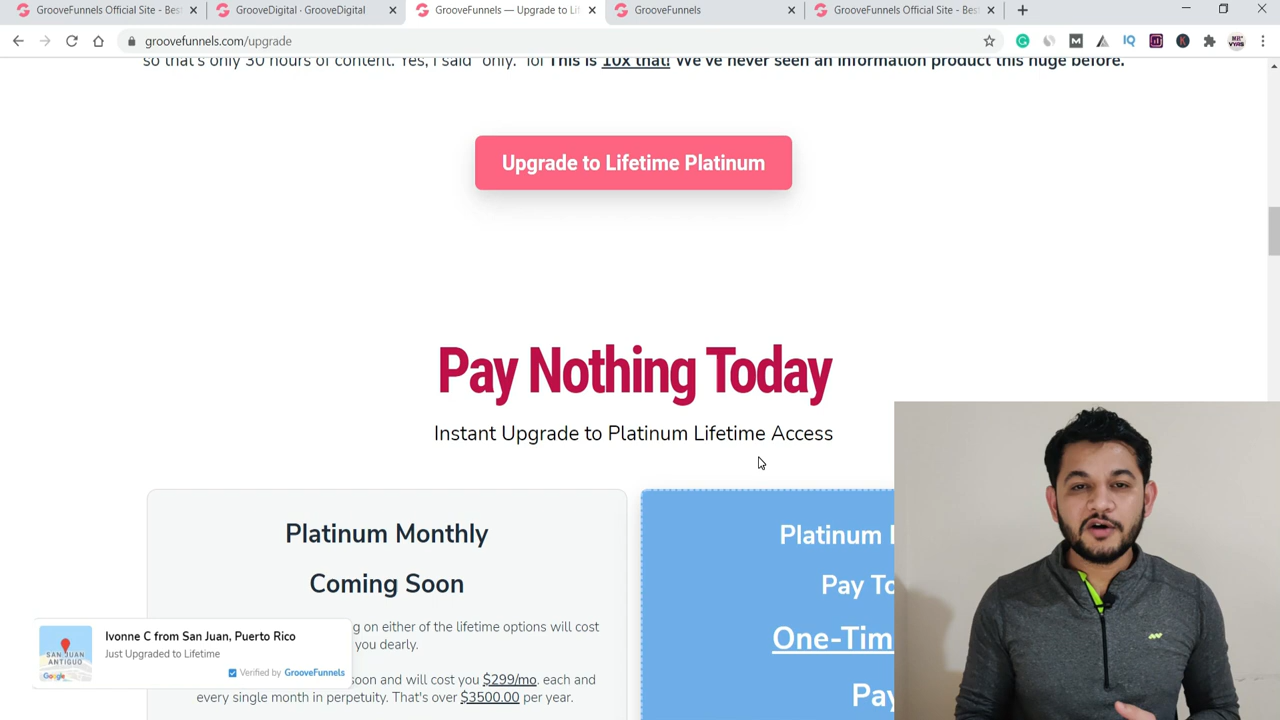 GrooveFunnels Official Site - Bes
GrooveDigital · GrooveDigital
GrooveFunnels — Upgrade to Li
GrooveFunnels
GrooveFunnels Official Site - Bes
groovefunnels.com/upgrade
so that's only 30 hours of content. Yes, I said "only." lol This is 10x that! We've never seen an information product this huge before.
Upgrade to Lifetime Platinum
Pay Nothing Today
Instant Upgrade to Platinum Lifetime Access
Platinum Monthly
Coming Soon
g on either of the lifetime options will cost
you dearly.
soon and will cost you $299/mo. each and
every single month in perpetuity. That's over $3500.00 per year.
Platinum
Pay To
One-Tim
Pay
Ivonne C from San Juan, Puerto Rico
Just Upgraded to Lifetime
Verified by GrooveFunnels
SAN JUAN
ANTIGUO
Google